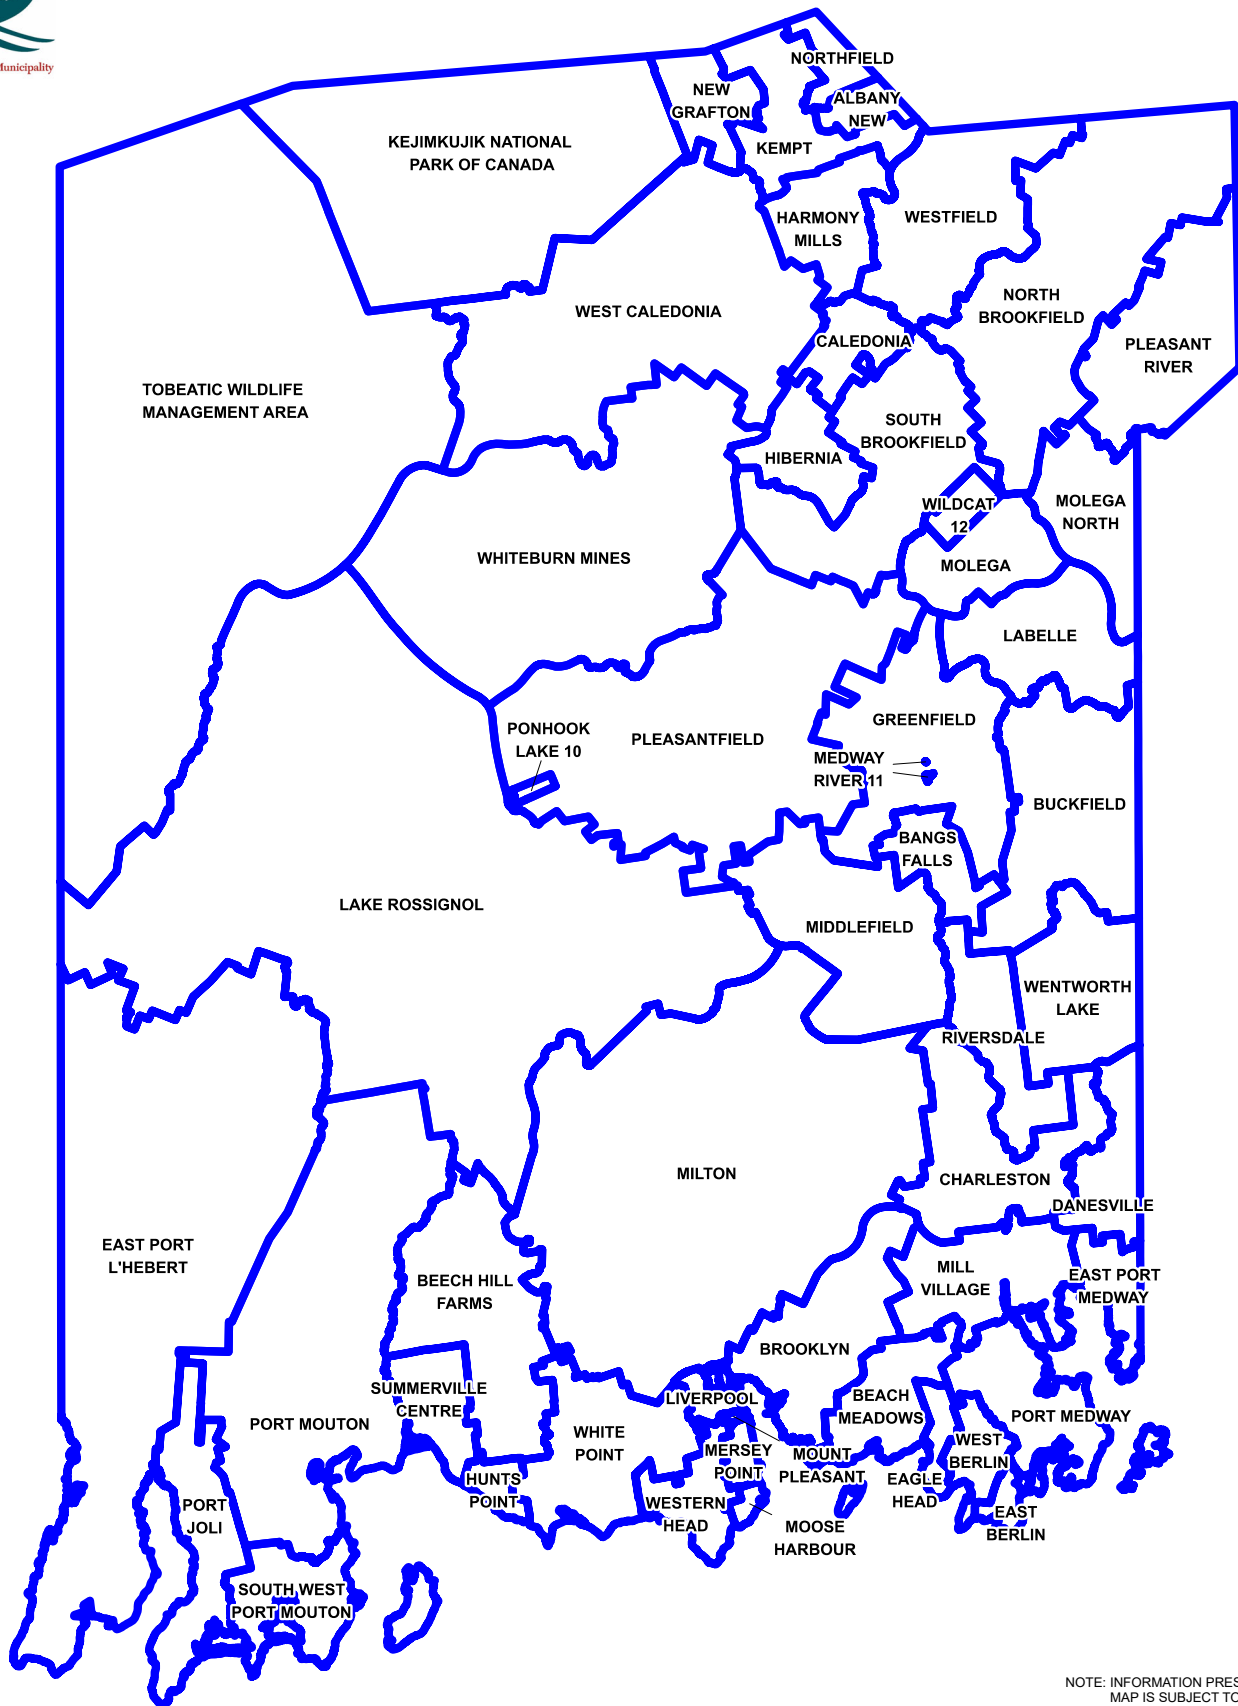 Municipality
NORTHFIELD
NEW
GRAFTON
ALBANY
NEW
KEJIMKUJIK NATIONAL
PARK OF CANADA
KEMPT
HARMONY
MILLS
WESTFIELD
NORTH
BROOKFIELD
WEST CALEDONIA
CALEDONIA
PLEASANT
RIVER
TOBEATIC WILDLIFE
MANAGEMENT AREA
SOUTH
BROOKFIELD
HIBERNIA
WILDCAT
12
MOLEGA
NORTH
WHITEBURN MINES
MOLEGA
LABELLE
PONHOOK
LAKE 10
PLEASANTFIELD
GREENFIELD
MEDWAY
RIVER 11
BUCKFIELD
BANGS
FALLS
LAKE ROSSIGNOL
MIDDLEFIELD
WENTWORTH
LAKE
RIVERSDALE
MILTON
CHARLESTON
DANESVILLE
EAST PORT
L'HEBERT
BEECH HILL
FARMS
MILL
VILLAGE
EAST PORT
MEDWAY
BROOKLYN
SUMMERVILLE
CENTRE
LIVERPOOL
BEACH
MEADOWS
PORT MOUTON
WHITE
POINT
PORT MEDWAY
MERSEY
POINT
MOUNT
PLEASANT
WEST
BERLIN
HUNTS
POINT
EAGLE
HEAD
PORT
JOLI
WESTERN
HEAD
MOOSE
HARBOUR
EAST
BERLIN
SOUTH WEST
PORT MOUTON
NOTE: INFORMATION PRES
MAP IS SUBJECT TO